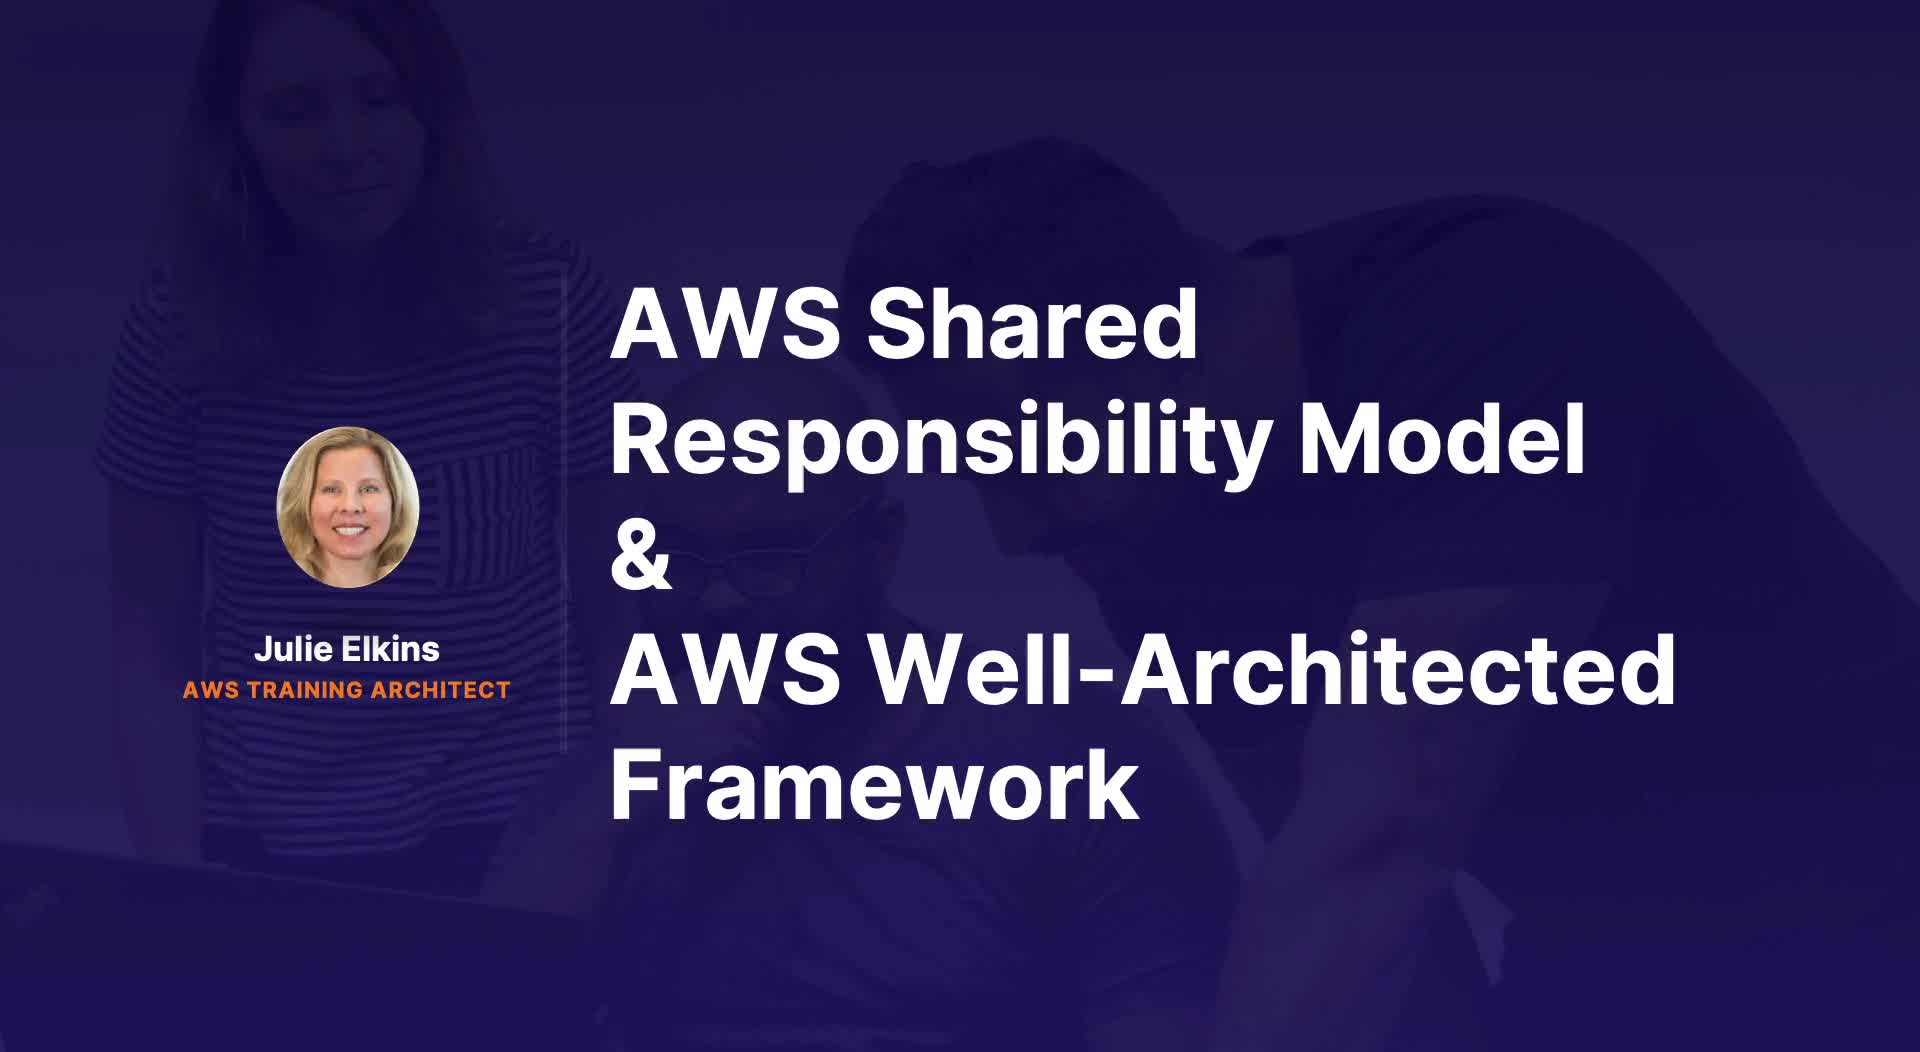 Julie Elkins
AWS TRAINING ARCHITECT
AWS Shared
Responsibility Model
&
AWS Well-Architected
Framework